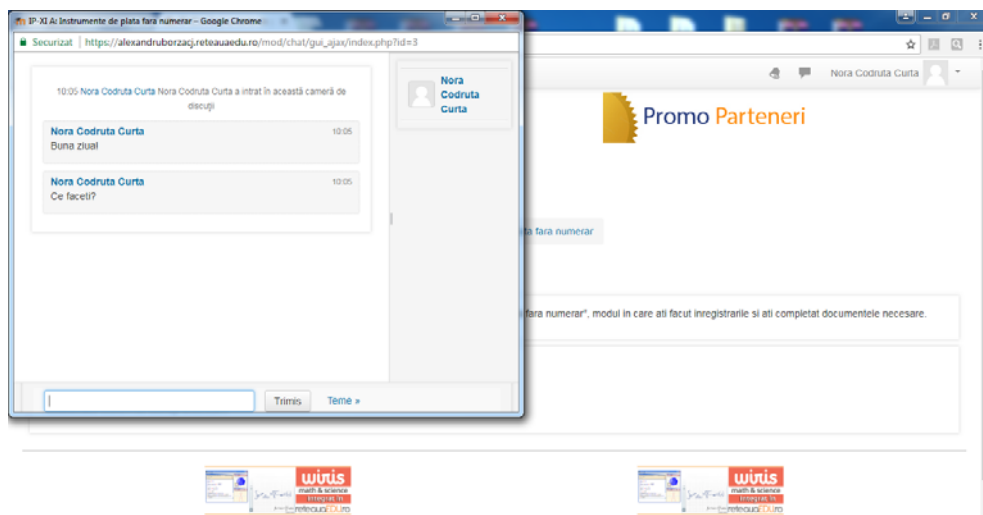 IP-XI A: Instrumente de plata fara numerar – Google Chrome
Securizat | https://alexandruborzacj.reteauaedu.ro/mod/chat/gui_ajax/index.php?id=3
10:05 Nora Codruta Curta Nora Codruta Curta a intrat în această cameră de
discuţii
Nora Codruta Curta 10:05
Buna ziua!
Nora Codruta Curta 10:05
Ce faceti?
Nora
Codruta
Curta
Trimis Teme »
Nora Codruta Curta
Promo Parteneri
ta fara numerar
fara numerar", modul in care ati facut inregistrarile si ati completat documentele necesare.
wiris
math & science
integrat în
reteauaEDU.ro
wiris
math & science
integrat în
reteauaEDU.ro